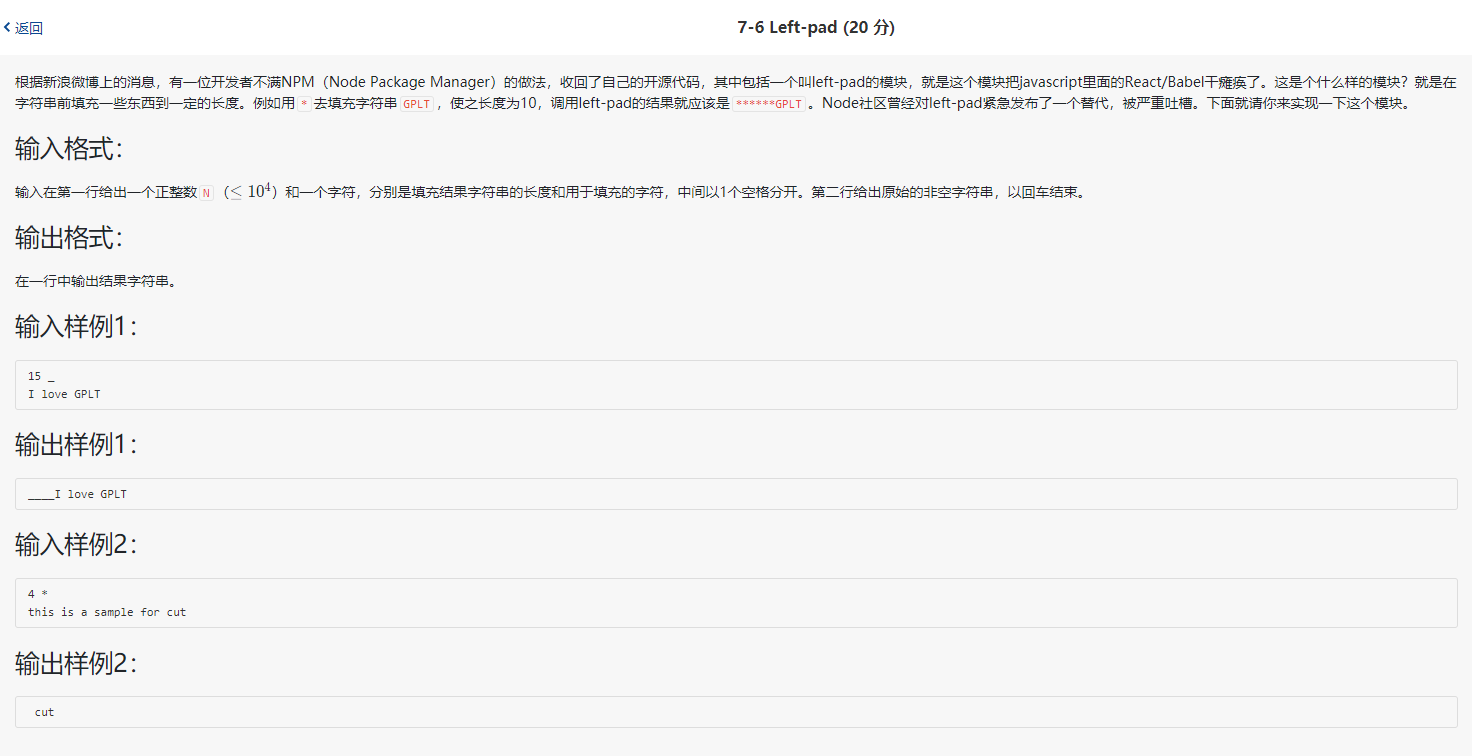 返回
7-6 Left-pad (20 分)
根据新浪微博上的消息，有一位开发者不满NPM（Node Package Manager）的做法，收回了自己的开源代码，其中包括一个叫left-pad的模块，就是这个模块把javascript里面的React/Babel干瘫痪了。这是个什么样的模块？就是在
字符串前填充一些东西到一定的长度。例如用 * 去填充字符串 GPLT ，使之长度为10，调用left-pad的结果就应该是 ******GPLT 。Node社区曾经对left-pad紧急发布了一个替代，被严重吐槽。下面就请你来实现一下这个模块。
输入格式：
输入在第一行给出一个正整数 N （≤ 10⁴）和一个字符，分别是填充结果字符串的长度和用于填充的字符，中间以1个空格分开。第二行给出原始的非空字符串，以回车结束。
输出格式：
在一行中输出结果字符串。
输入样例1：
15 _
I love GPLT
输出样例1：
____I love GPLT
输入样例2：
4 *
this is a sample for cut
输出样例2：
 cut